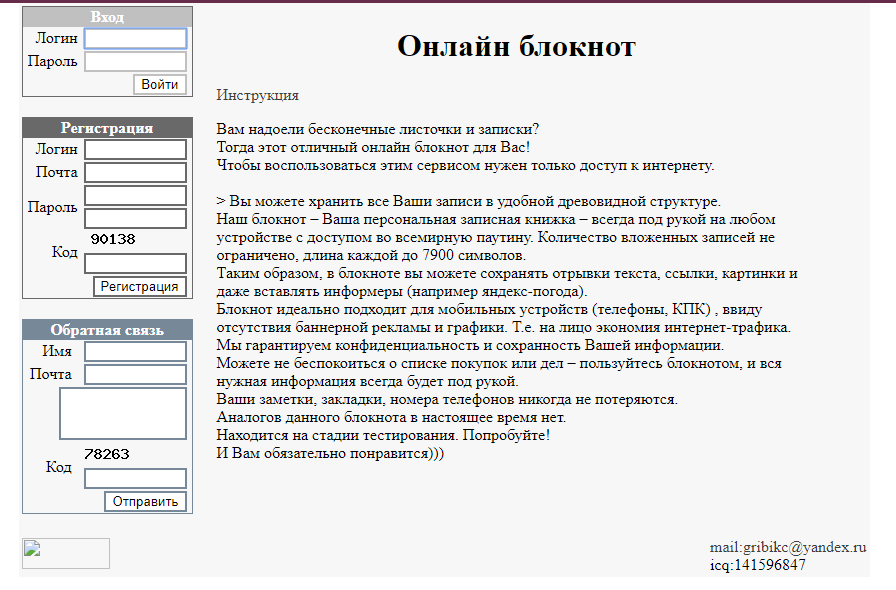 Вход
Логин
Пароль
Войти
Регистрация
Логин
Почта
Пароль
90138
Код
Регистрация
Обратная связь
Имя
Почта
78263
Код
Отправить
Онлайн блокнот
Инструкция
Вам надоели бесконечные листочки и записки?
Тогда этот отличный онлайн блокнот для Вас!
Чтобы воспользоваться этим сервисом нужен только доступ к интернету.
> Вы можете хранить все Ваши записи в удобной древовидной структуре.
Наш блокнот – Ваша персональная записная книжка – всегда под рукой на любом
устройстве с доступом во всемирную паутину. Количество вложенных записей не
ограничено, длина каждой до 7900 символов.
Таким образом, в блокноте вы можете сохранять отрывки текста, ссылки, картинки и
даже вставлять информеры (например яндекс-погода).
Блокнот идеально подходит для мобильных устройств (телефоны, КПК) , ввиду
отсутствия баннерной рекламы и графики. Т.е. на лицо экономия интернет-трафика.
Мы гарантируем конфиденциальность и сохранность Вашей информации.
Можете не беспокоиться о списке покупок или дел – пользуйтесь блокнотом, и вся
нужная информация всегда будет под рукой.
Ваши заметки, закладки, номера телефонов никогда не потеряются.
Аналогов данного блокнота в настоящее время нет.
Находится на стадии тестирования. Попробуйте!
И Вам обязательно понравится)))
mail:gribikc@yandex.ru
icq:141596847